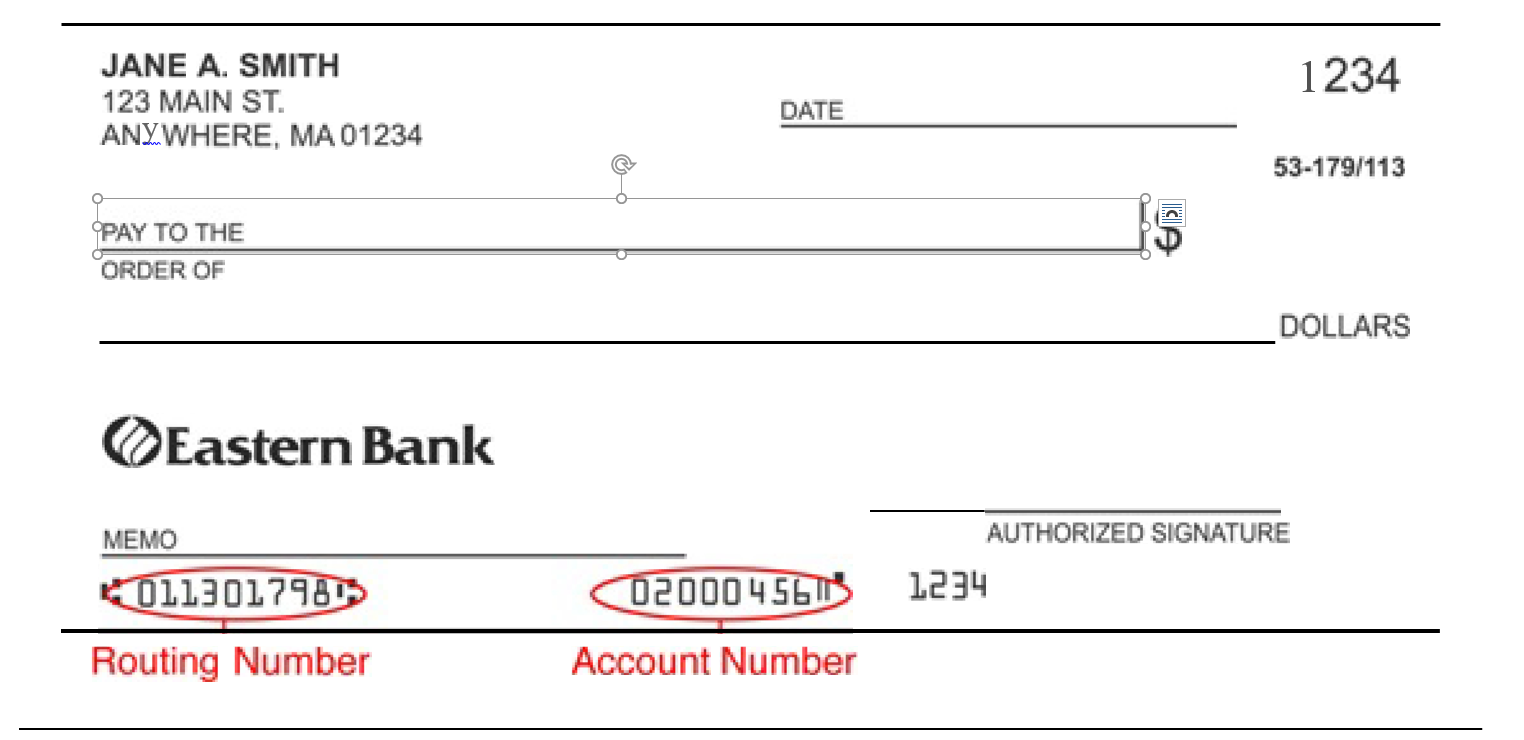 JANE A. SMITH
123 MAIN ST.
ANyWHERE, MA 01234
DATE
1234
53-179/113
PAY TO THE
ORDER OF
$
DOLLARS
Eastern Bank
MEMO
AUTHORIZED SIGNATURE
⑆011301798⑆ 02000456⑈ 1234
Routing Number Account Number